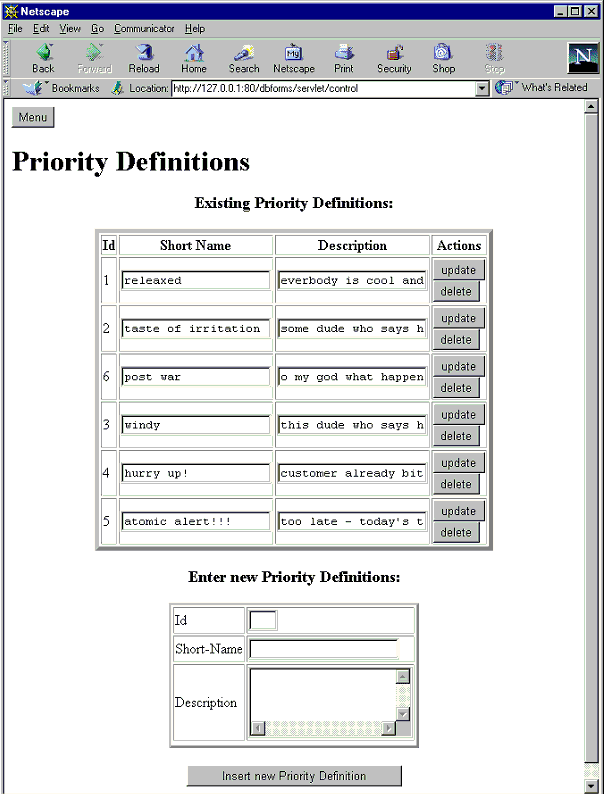 Netscape
File Edit View Go Communicator Help
Back Forward Reload Home Search Netscape Print Security Shop Stop
Bookmarks Location: http://127.0.0.1:80/dbforms/servlet/control What's Related
Menu
Priority Definitions
Existing Priority Definitions:
Id Short Name Description Actions
1 releaxed everbody is cool and update
delete
2 taste of irritation some dude who says h update
delete
6 post war o my god what happen update
delete
3 windy this dude who says h update
delete
4 hurry up! customer already bit update
delete
5 atomic alert!!! too late - today's t update
delete
Enter new Priority Definitions:
Id
Short-Name
Description
Insert new Priority Definition